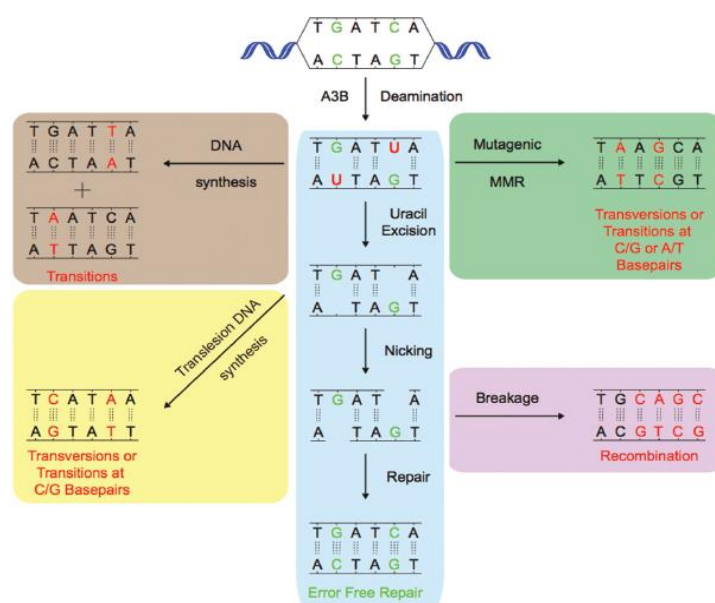 T G A T C A
A C T A G T
A3B Deamination
T G A T T A
A C T A A T
+
T A A T C A
A T T A G T
Transitions
DNA
synthesis
T G A T U A
A U T A G T
Mutagenic
MMR
T A A G C A
A T T C G T
Transversions or
Transitions at
C/G or A/T
Basepairs
Uracil
Excision
T G A T A
A T A G T
Translesion DNA
synthesis
T C A T A A
A G T A T T
Transversions or
Transitions at
C/G Basepairs
Nicking
T G A T A
A T A G T
Breakage
T G C A G C
A C G T C G
Recombination
Repair
T G A T C A
A C T A G T
Error Free Repair